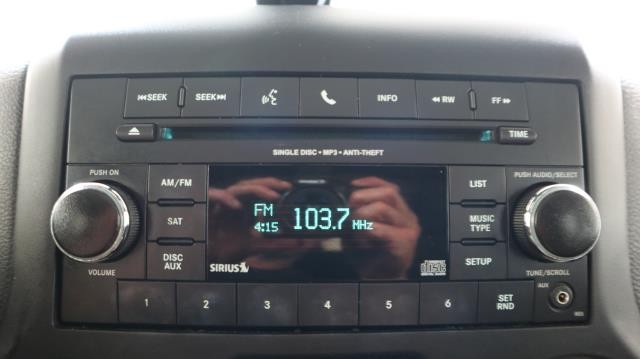 SEEK SEEK INFO RW FF
TIME
SINGLE DISC • MP3 • ANTI-THEFT
PUSH ON
PUSH AUDIO/SELECT
AM/FM
LIST
FM
4:15 103.7 MHz
SAT
MUSIC
TYPE
DISC
AUX
SETUP
SIRIUS
disc
VOLUME
TUNE/SCROLL
AUX
1 2 3 4 5 6 SET
RND